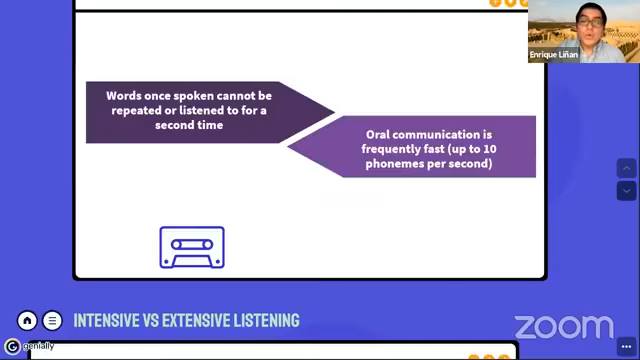 Enrique Liñan
Words once spoken cannot be
repeated or listened to for a
second time
Oral communication is
frequently fast (up to 10
phonemes per second)
INTENSIVE VS EXTENSIVE LISTENING
genially
zoom